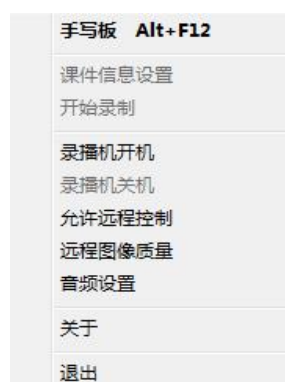 手写板 Alt+F12
课件信息设置
开始录制
录播机开机
录播机关机
允许远程控制
远程图像质量
音频设置
关于
退出